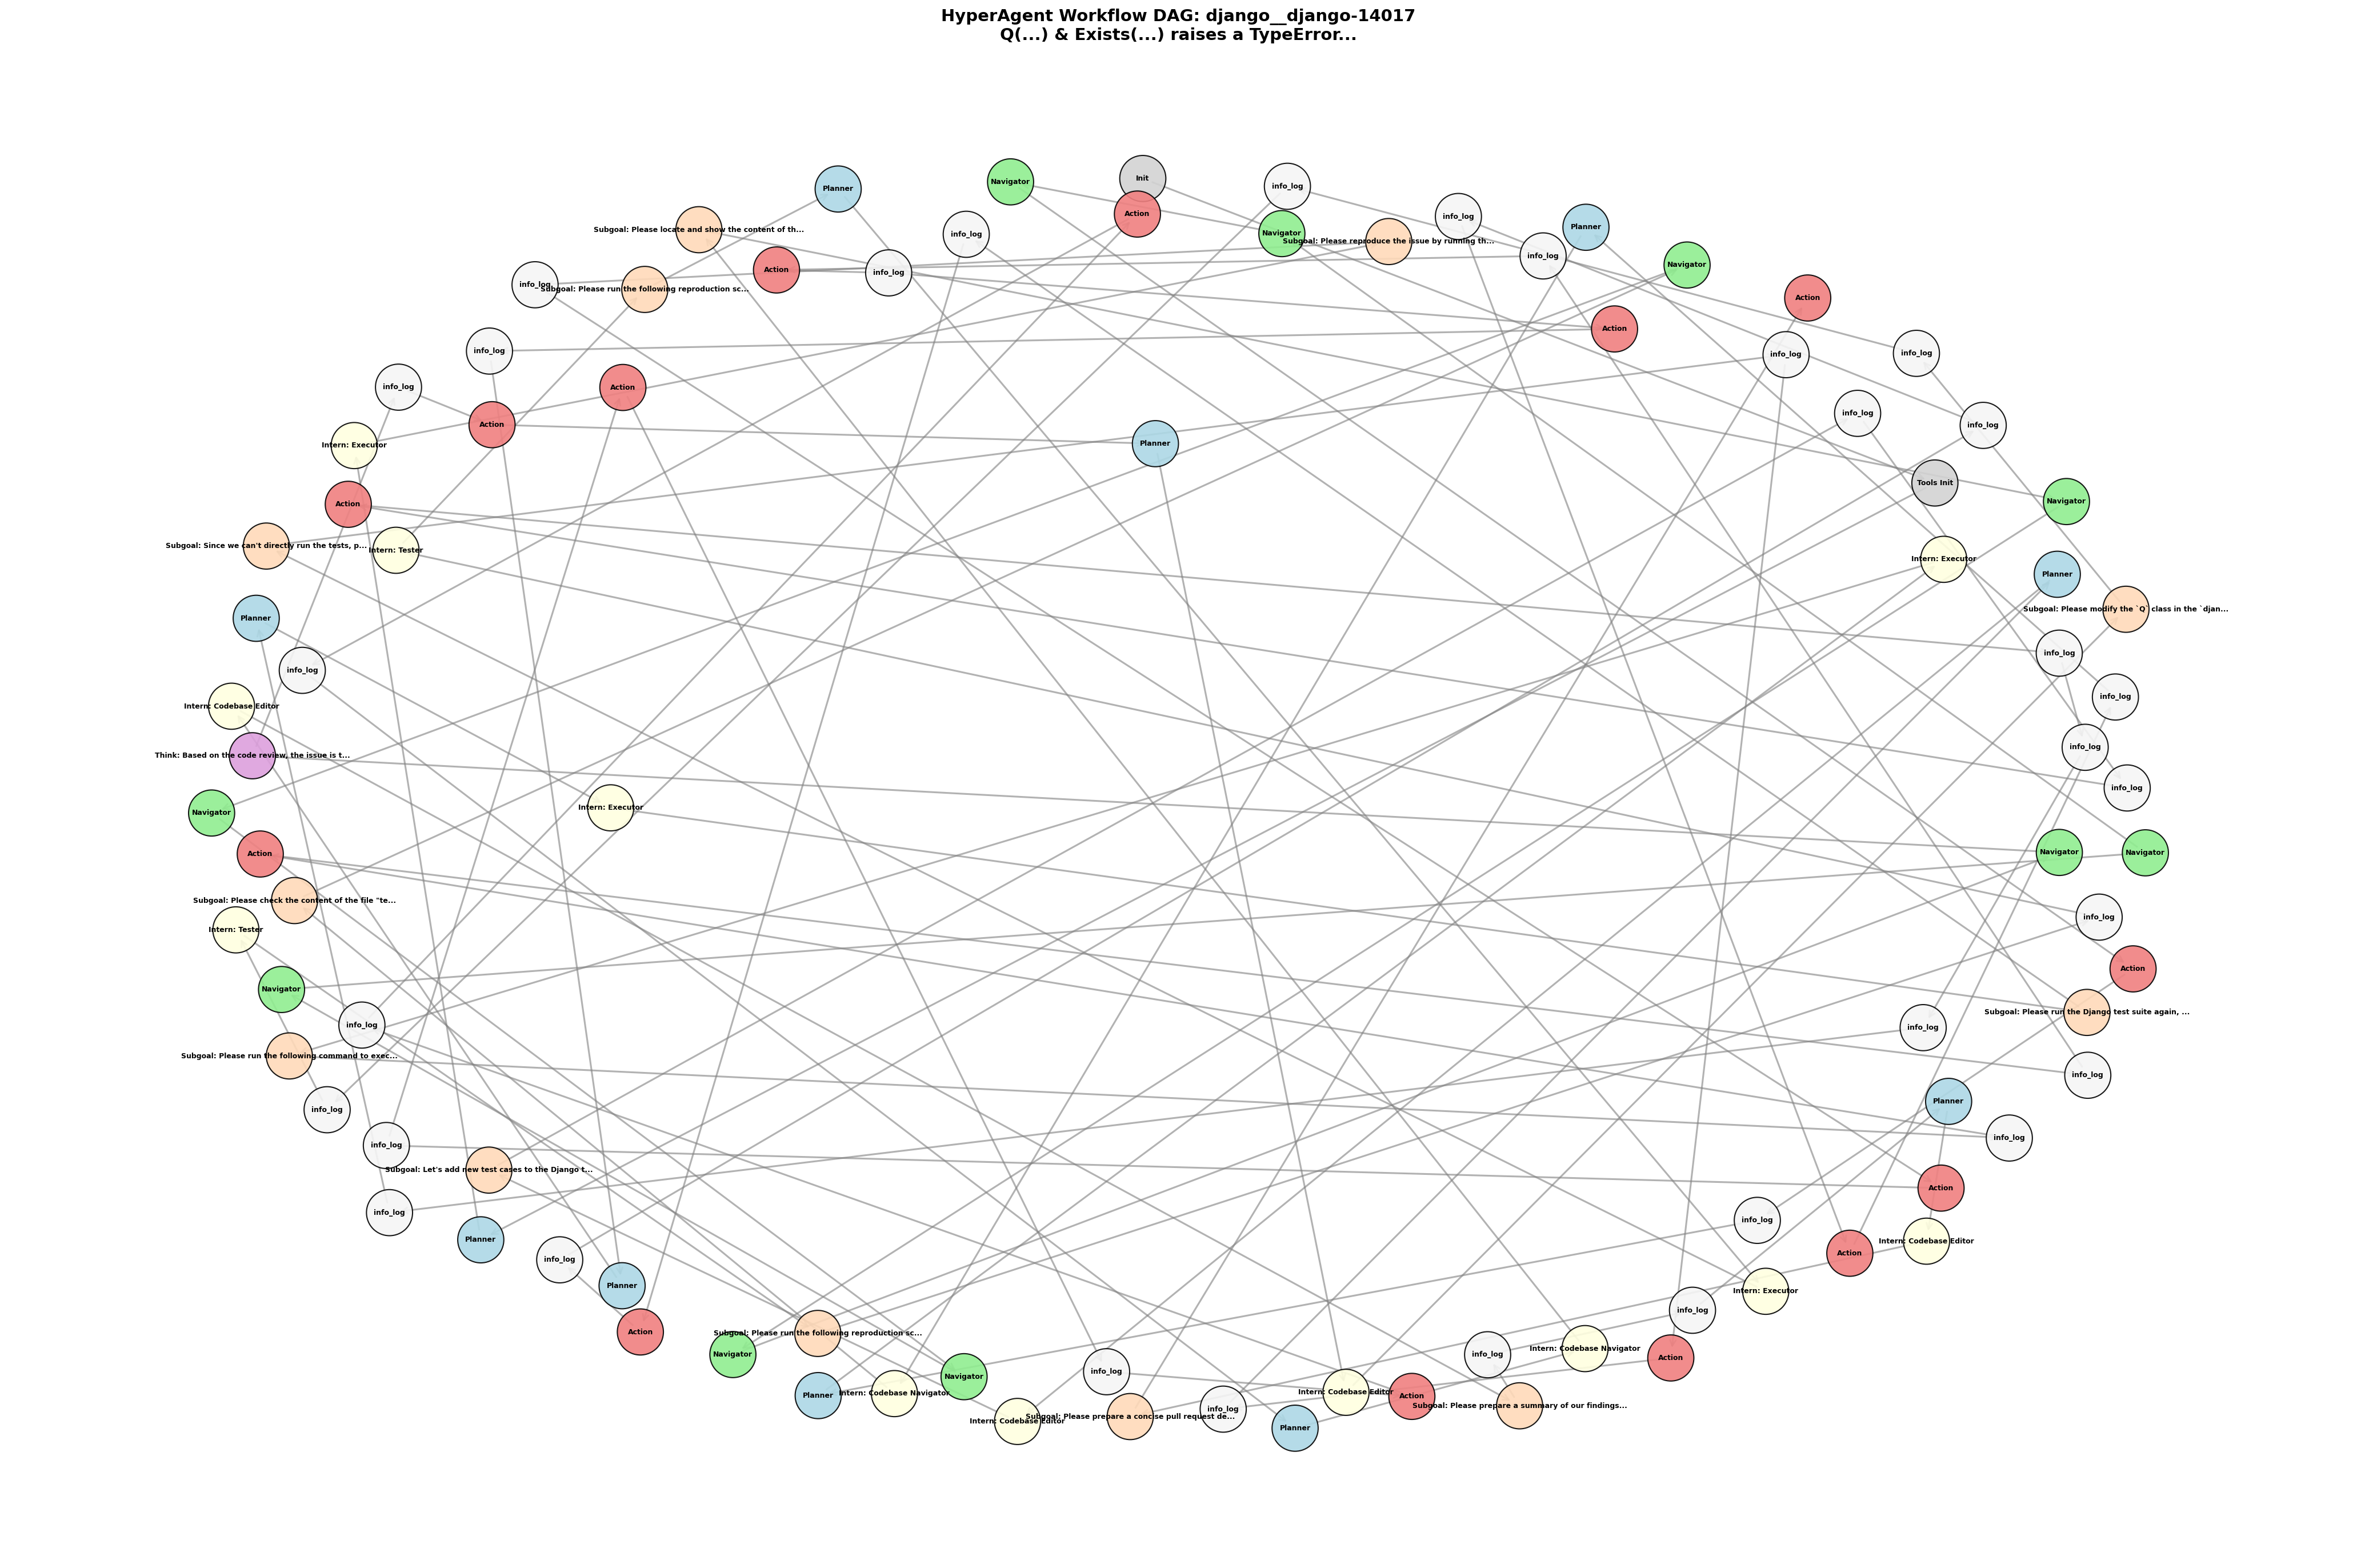 HyperAgent Workflow DAG: django__django-14017
Q(...) & Exists(...) raises a TypeError...
Init
Navigator
info_log
Planner
Action
info_log
Planner
Subgoal: Please locate and show the content of th...
info_log
Navigator
Subgoal: Please reproduce the issue by running th...
info_log
Navigator
Action
info_log
info_log
Subgoal: Please run the following reproduction sc...
Action
Action
info_log
info_log
info_log
info_log
Action
info_log
Action
info_log
Planner
Intern: Executor
Tools Init
Navigator
Action
Subgoal: Since we can't directly run the tests, p...
Intern: Tester
Intern: Executor
Planner
Subgoal: Please modify the `Q` class in the `djan...
Planner
info_log
info_log
info_log
Intern: Codebase Editor
info_log
Think: Based on the code review, the issue is t...
info_log
Intern: Executor
Navigator
Navigator
Navigator
Action
Subgoal: Please check the content of the file "te...
info_log
Intern: Tester
Action
Navigator
Subgoal: Please run the Django test suite again, ...
info_log
info_log
Subgoal: Please run the following command to exec...
info_log
Planner
info_log
info_log
info_log
Subgoal: Let's add new test cases to the Django t...
Action
info_log
info_log
Planner
Intern: Codebase Editor
Action
info_log
Planner
Intern: Executor
info_log
Action
Subgoal: Please run the following reproduction sc...
Intern: Codebase Navigator
Navigator
info_log
Action
info_log
Navigator
Intern: Codebase Editor
Planner
Intern: Codebase Navigator
Action
Subgoal: Please prepare a summary of our findings...
info_log
Subgoal: Please prepare a concise pull request de...
Intern: Codebase Editor
Planner